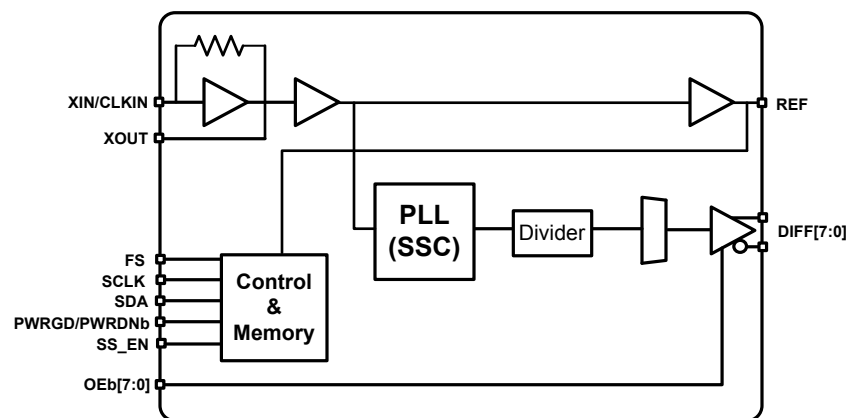 XIN/CLKIN
XOUT
REF
PLL
(SSC)
Divider
DIFF[7:0]
FS
SCLK
SDA
PWRGD/PWRDNb
SS_EN
Control
&
Memory
OEb[7:0]